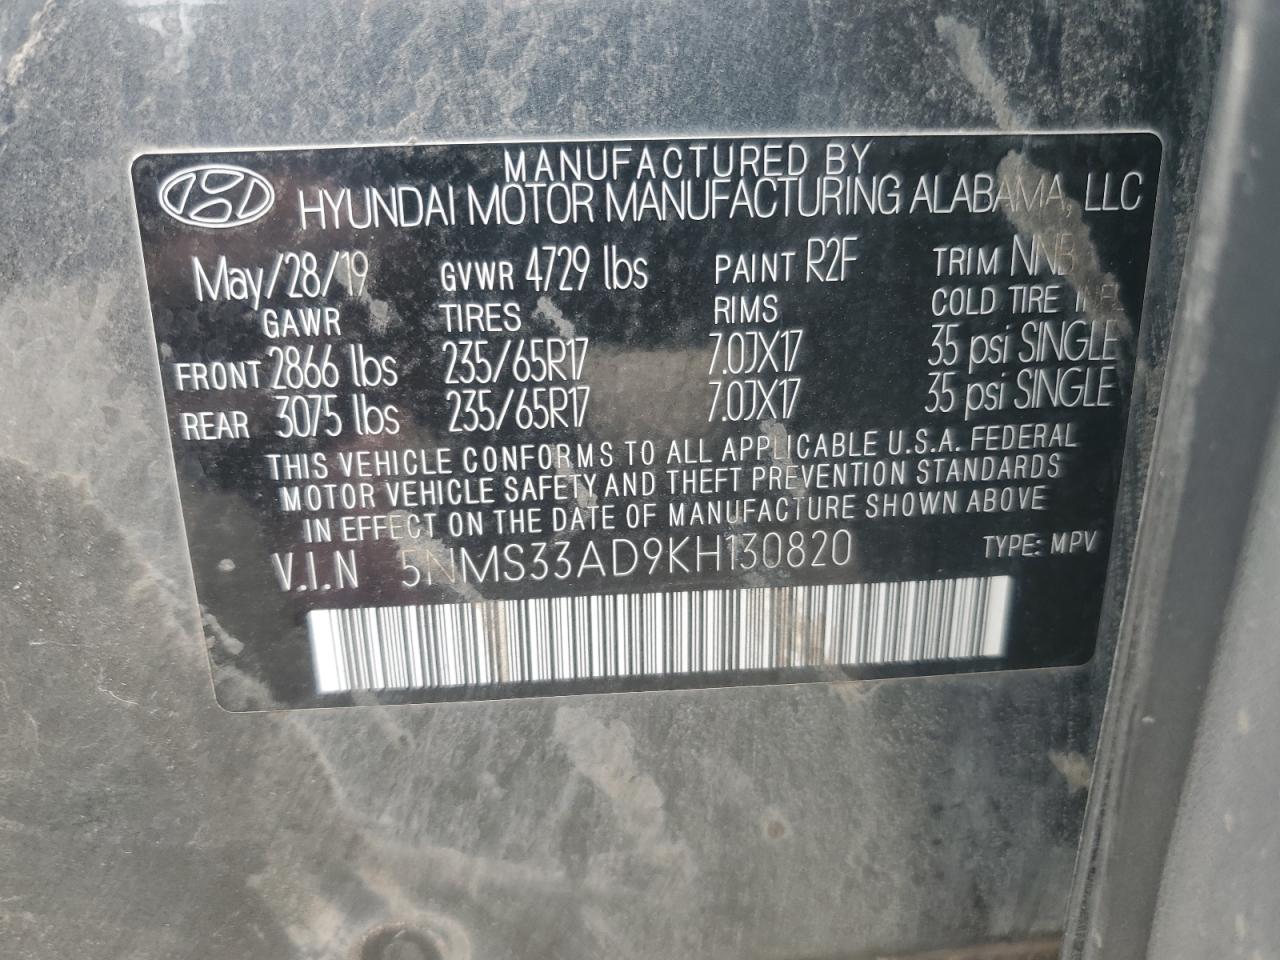 MANUFACTURED BY
HYUNDAI MOTOR MANUFACTURING ALABAMA, LLC
May/28/19 GVWR 4729 lbs PAINT R2F TRIM NNB
GAWR TIRES RIMS COLD TIRE INFL
FRONT 2866 lbs 235/65R17 7.0JX17 35 psi SINGLE
REAR 3075 lbs 235/65R17 7.0JX17 35 psi SINGLE
THIS VEHICLE CONFORMS TO ALL APPLICABLE U.S.A. FEDERAL
MOTOR VEHICLE SAFETY AND THEFT PREVENTION STANDARDS
IN EFFECT ON THE DATE OF MANUFACTURE SHOWN ABOVE
V.I.N 5NMS33AD9KH130820 TYPE: MPV